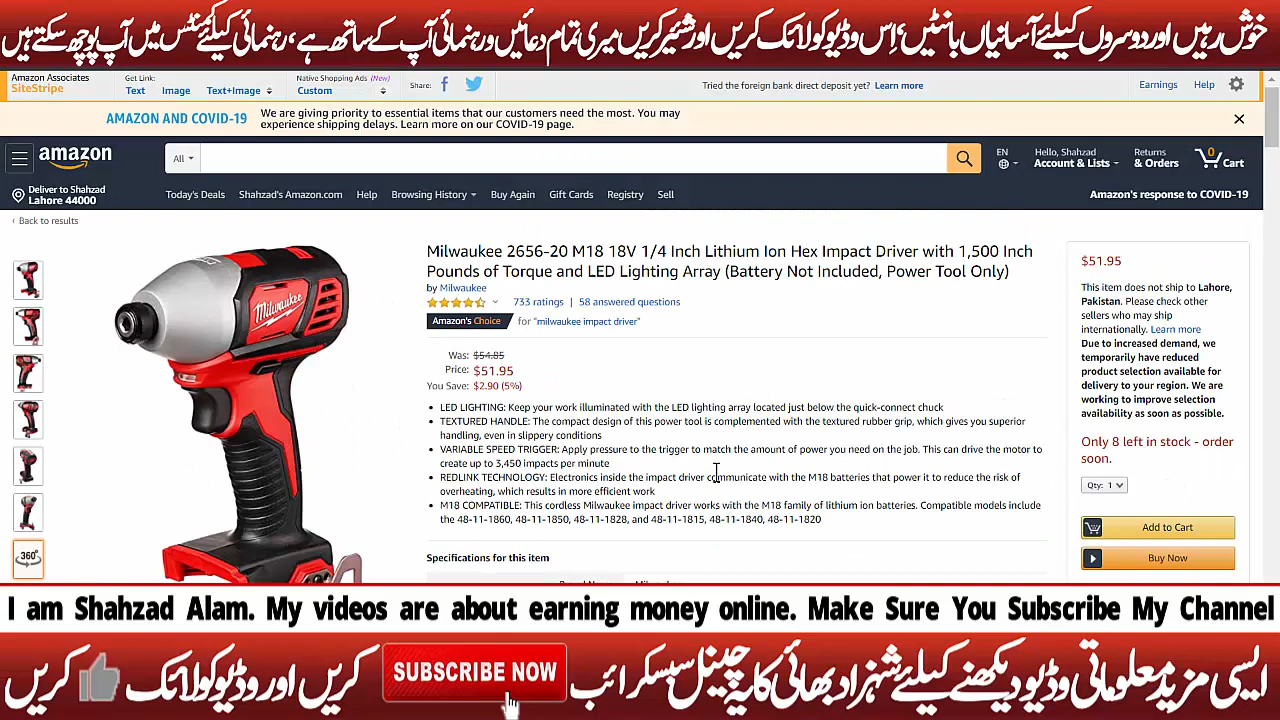 خوش رہیں اور دوسروں کیلئے آسانیاں بانٹیں، اِس وڈیو کو لائک کریں اور شئیر کریں میری تمام دعائیں ورہنمائی آپ کے ساتھ ہے، رہنمائی کیلئے کمنٹس میں آپ پوچھ سکتے ہیں
Amazon Associates
SiteStripe
Get Link:
Text Image Text+Image
Native Shopping Ads (New)
Custom
Share:
Tried the foreign bank direct deposit yet? Learn more
Earnings Help
AMAZON AND COVID-19
We are giving priority to essential items that our customers need the most. You may
experience shipping delays. Learn more on our COVID-19 page.
amazon
All
EN
Hello, Shahzad
Account & Lists
Returns
& Orders
0
Cart
Deliver to Shahzad
Lahore 44000
Today's Deals Shahzad's Amazon.com Help Browsing History Buy Again Gift Cards Registry Sell
Amazon's response to COVID-19
‹ Back to results
Milwaukee
360°
Milwaukee 2656-20 M18 18V 1/4 Inch Lithium Ion Hex Impact Driver with 1,500 Inch
Pounds of Torque and LED Lighting Array (Battery Not Included, Power Tool Only)
by Milwaukee
733 ratings | 58 answered questions
Amazon's Choice for "milwaukee impact driver"
Was: $54.85
Price: $51.95
You Save: $2.90 (5%)
• LED LIGHTING: Keep your work illuminated with the LED lighting array located just below the quick-connect chuck
• TEXTURED HANDLE: The compact design of this power tool is complemented with the textured rubber grip, which gives you superior
handling, even in slippery conditions
• VARIABLE SPEED TRIGGER: Apply pressure to the trigger to match the amount of power you need on the job. This can drive the motor to
create up to 3,450 impacts per minute
• REDLINK TECHNOLOGY: Electronics inside the impact driver communicate with the M18 batteries that power it to reduce the risk of
overheating, which results in more efficient work
• M18 COMPATIBLE: This cordless Milwaukee impact driver works with the M18 family of lithium ion batteries. Compatible models include
the 48-11-1860, 48-11-1850, 48-11-1828, and 48-11-1815, 48-11-1840, 48-11-1820
Specifications for this item
$51.95
This item does not ship to Lahore,
Pakistan. Please check other
sellers who may ship
internationally. Learn more
Due to increased demand, we
temporarily have reduced
product selection available for
delivery to your region. We are
working to improve selection
availability as soon as possible.
Only 8 left in stock - order
soon.
Qty: 1
Add to Cart
Buy Now
I am Shahzad Alam. My videos are about earning money online. Make Sure You Subscribe My Channel
ایسی مزید معلوماتی وڈیو دیکھنے کیلئے شہزاد بھائی کا یہ چینل سبسکرائب SUBSCRIBE NOW کریں اور وڈیو کو لائک کریں